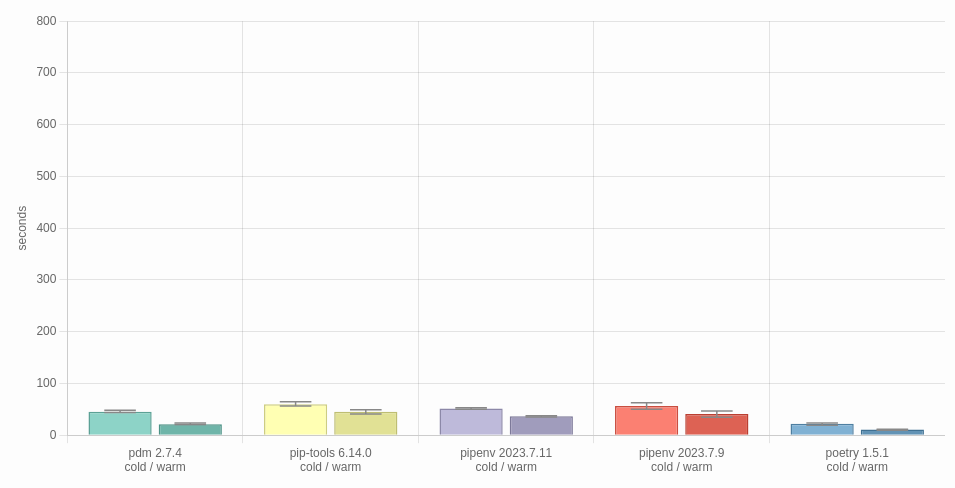 800
700
600
500
400
300
200
100
0
seconds
pdm 2.7.4
cold / warm
pip-tools 6.14.0
cold / warm
pipenv 2023.7.11
cold / warm
pipenv 2023.7.9
cold / warm
poetry 1.5.1
cold / warm